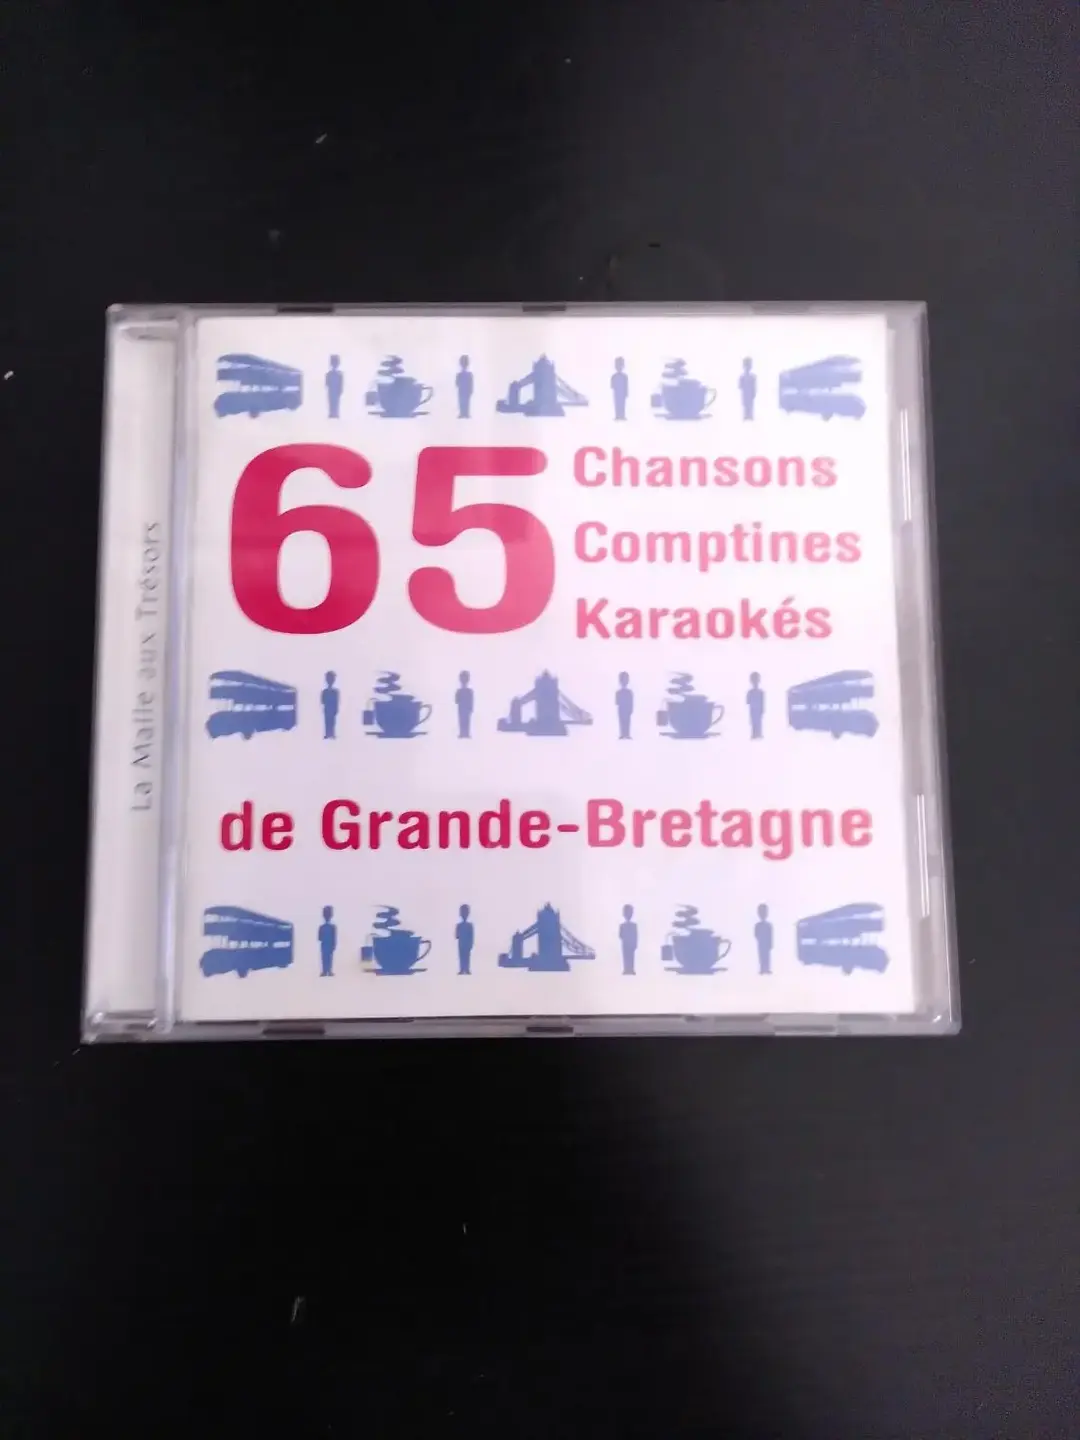 La Malle aux Trésors
65
Chansons
Comptines
Karaokés
de Grande-Bretagne